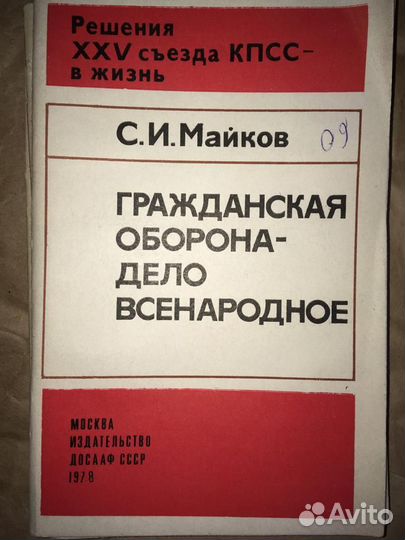 Решения
XXV съезда КПСС-
в жизнь
С.И.Майков
09
ГРАЖДАНСКАЯ
ОБОРОНА-
ДЕЛО
ВСЕНАРОДНОЕ
МОСКВА
ИЗДАТЕЛЬСТВО
ДОСААФ СССР
1978
Avito